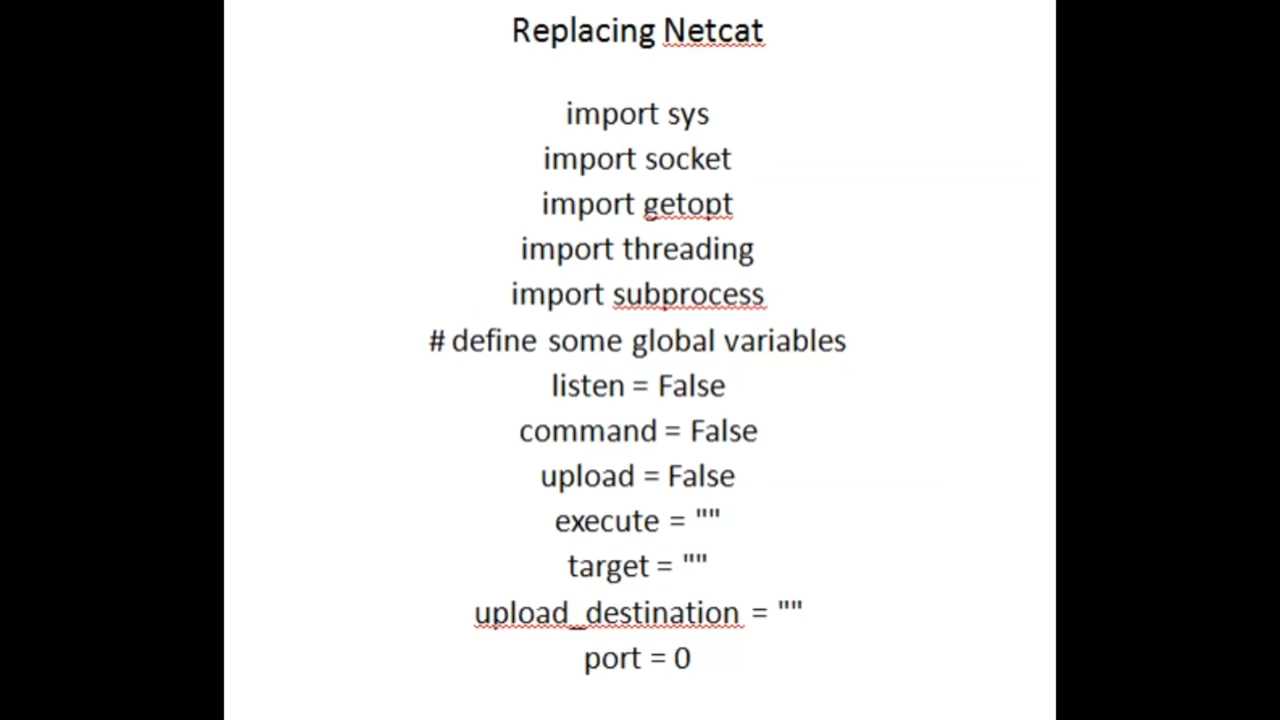 Replacing Netcat
import sys
import socket
import getopt
import threading
import subprocess
# define some global variables
listen = False
command = False
upload = False
execute = ""
target = ""
upload_destination = ""
port = 0